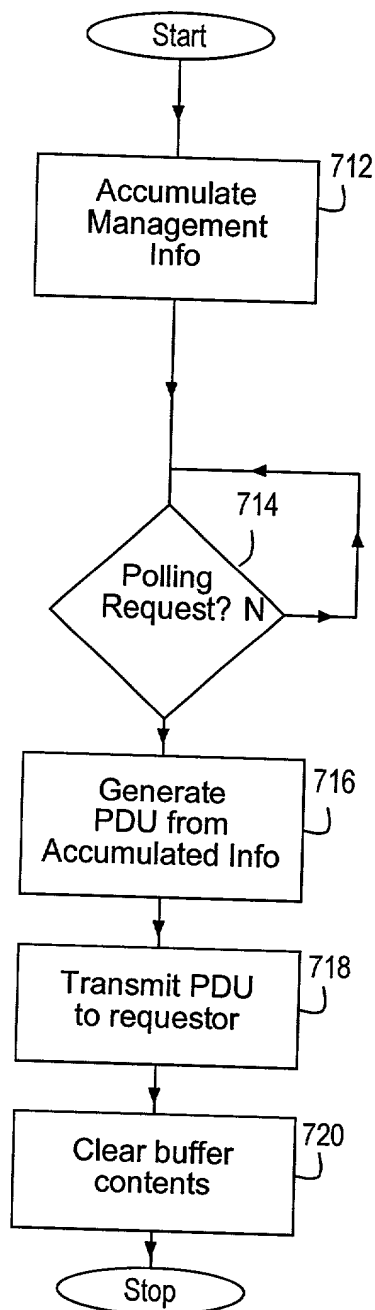 Start
712
Accumulate
Management
Info
714
Polling
Request? N
716
Generate
PDU from
Accumulated Info
718
Transmit PDU
to requestor
720
Clear buffer
contents
Stop